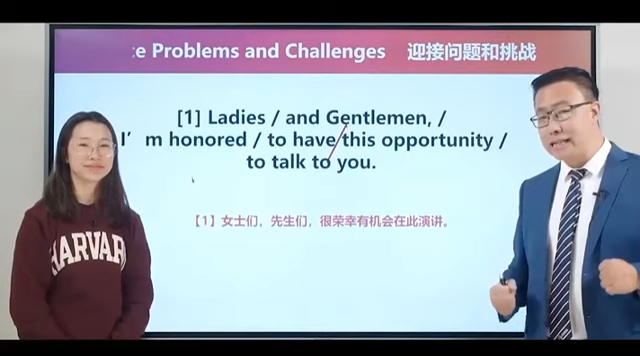 e Problems and Challenges 迎接问题和挑战
[1] Ladies / and Gentlemen, /
I'm honored / to have this opportunity /
to talk to you.
【1】女士们，先生们，很荣幸有机会在此演讲。
HARVAR